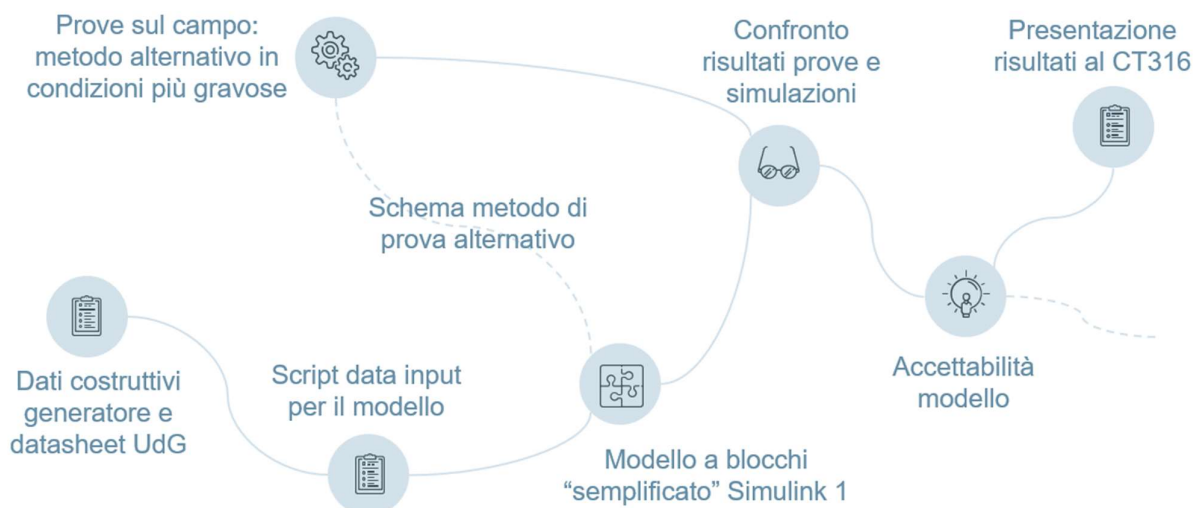 Prove sul campo:
metodo alternativo in
condizioni più gravose
Confronto
risultati prove e
simulazioni
Presentazione
risultati al CT316
Schema metodo di
prova alternativo
Dati costruttivi
generatore e
datasheet UdG
Script data input
per il modello
Modello a blocchi
“semplificato” Simulink 1
Accettabilità
modello